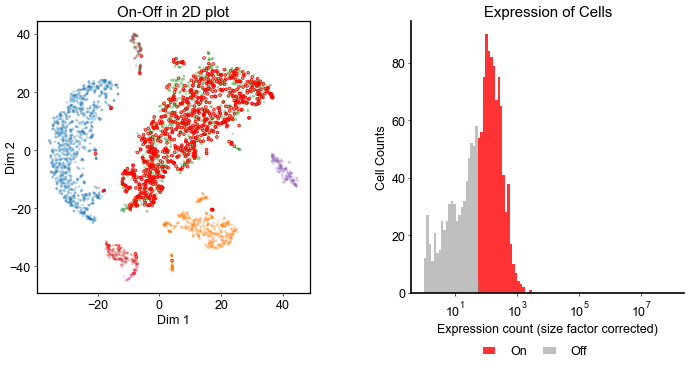 On-Off in 2D plot
Dim 2
40
20
0
−20
−40
−20
0
20
40
Dim 1
Expression of Cells
Cell Counts
80
60
40
20
0
10^1
10^3
10^5
10^7
Expression count (size factor corrected)
On
Off